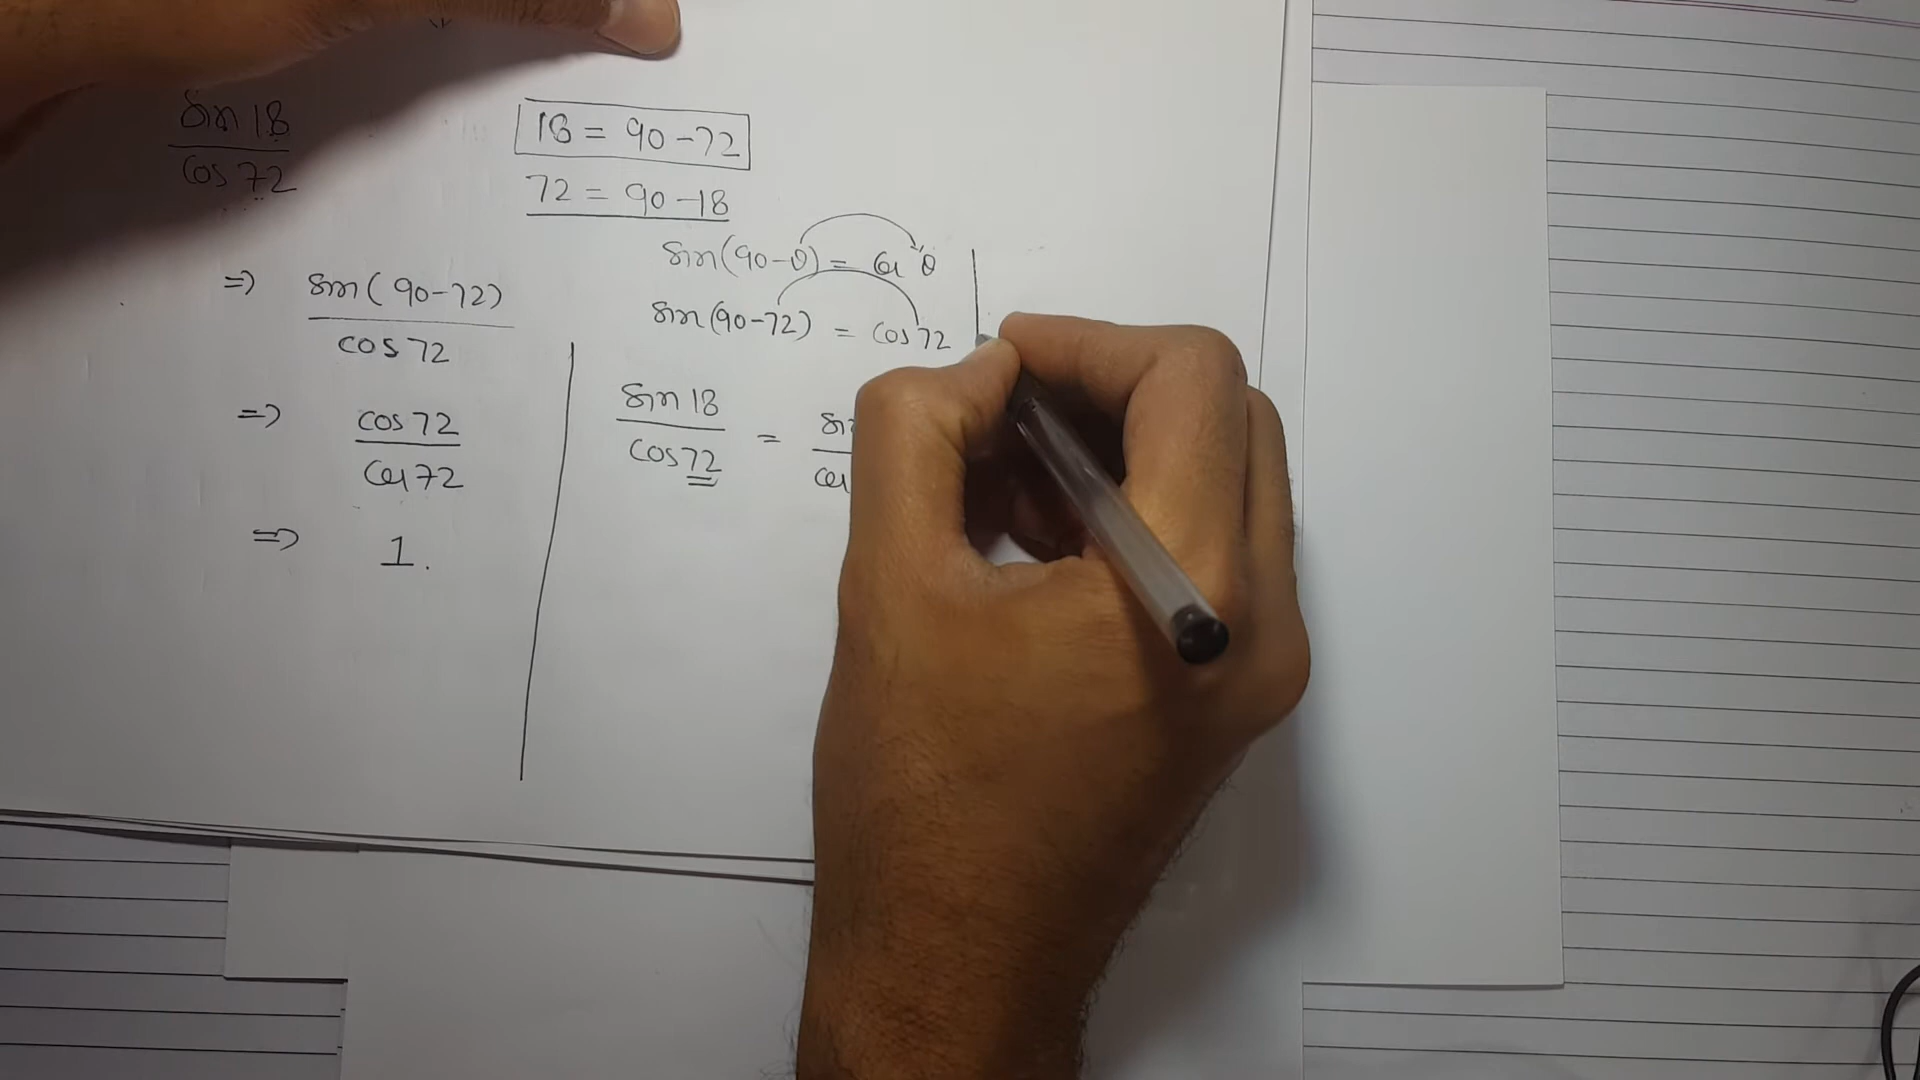 sin 18
cos 72
18 = 90 - 72
72 = 90 - 18
sin(90-θ) = cos θ
sin(90-72) = cos 72
=> sin(90-72)
cos 72
=> cos 72
cos 72
=> 1.
sin 18
cos 72
=